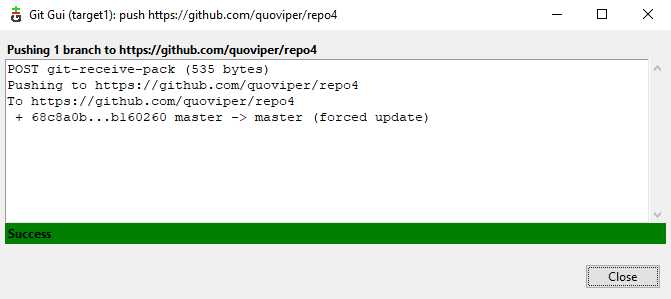 Git Gui (target1): push https://github.com/quoviper/repo4
Pushing 1 branch to https://github.com/quoviper/repo4
POST git-receive-pack (535 bytes)
Pushing to https://github.com/quoviper/repo4
To https://github.com/quoviper/repo4
 + 68c8a0b...b160260 master -> master (forced update)
Success
Close